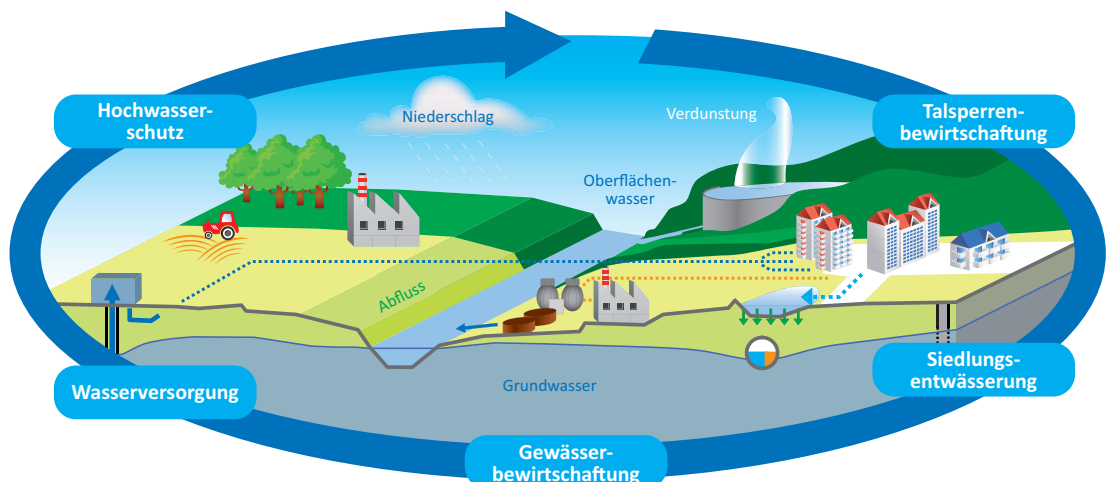 Hochwasser-
schutz
Niederschlag
Verdunstung
Talsperren-
bewirtschaftung
Oberflächen-
wasser
Abfluss
Wasserversorgung
Grundwasser
Siedlungs-
entwässerung
Gewässer-
bewirtschaftung